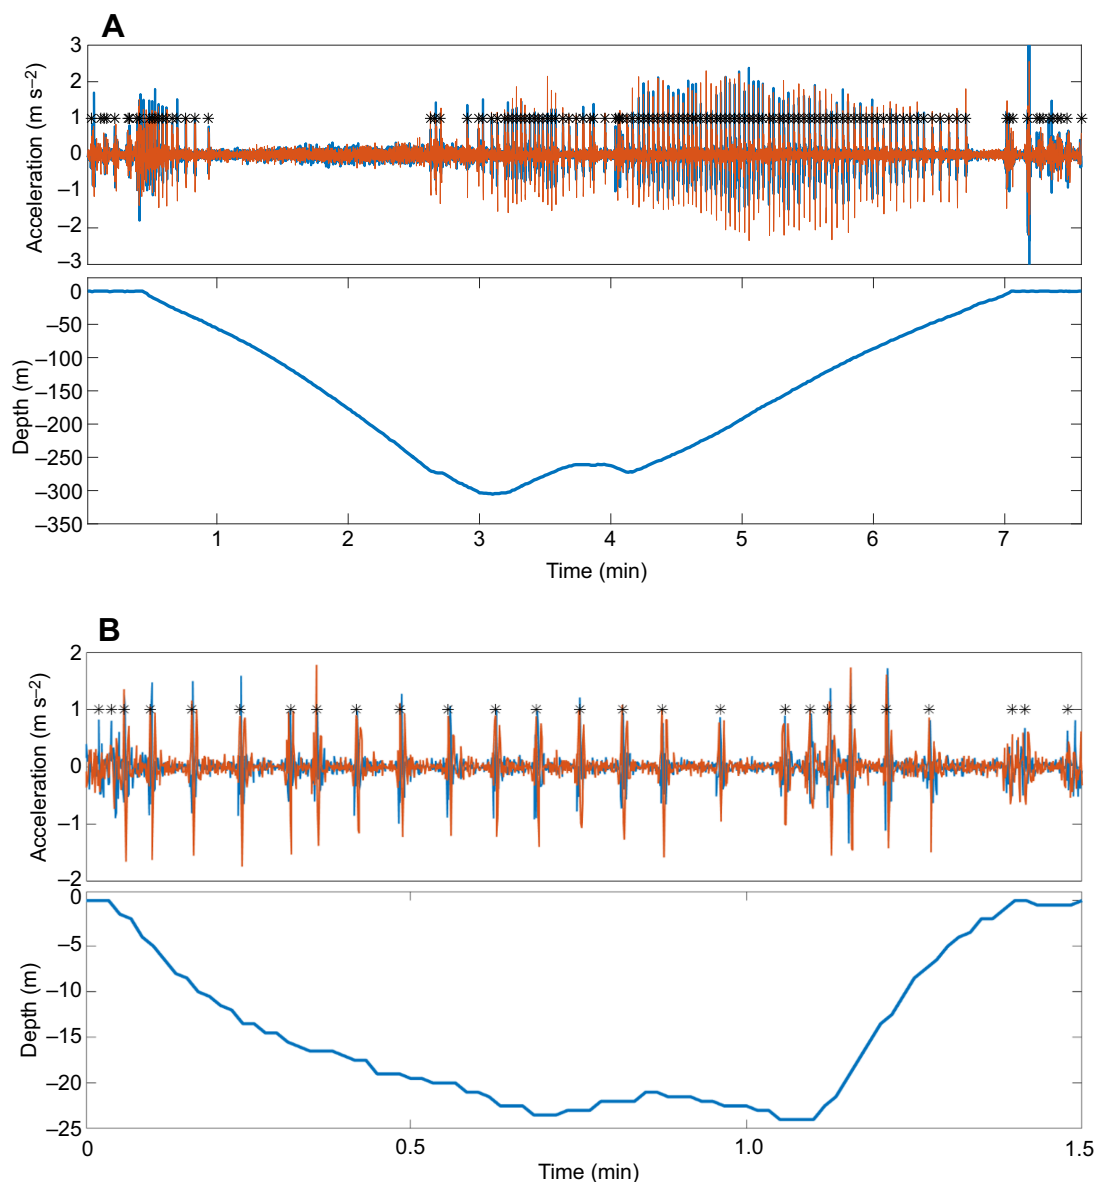 A
3
2
1
0
–1
–2
–3
Acceleration (m s–2)
0
–50
–100
–150
–200
–250
–300
–350
Depth (m)
1 2 3 4 5 6 7
Time (min)
B
2
1
0
–1
–2
Acceleration (m s–2)
0
–5
–10
–15
–20
–25
Depth (m)
0 0.5 1.0 1.5
Time (min)